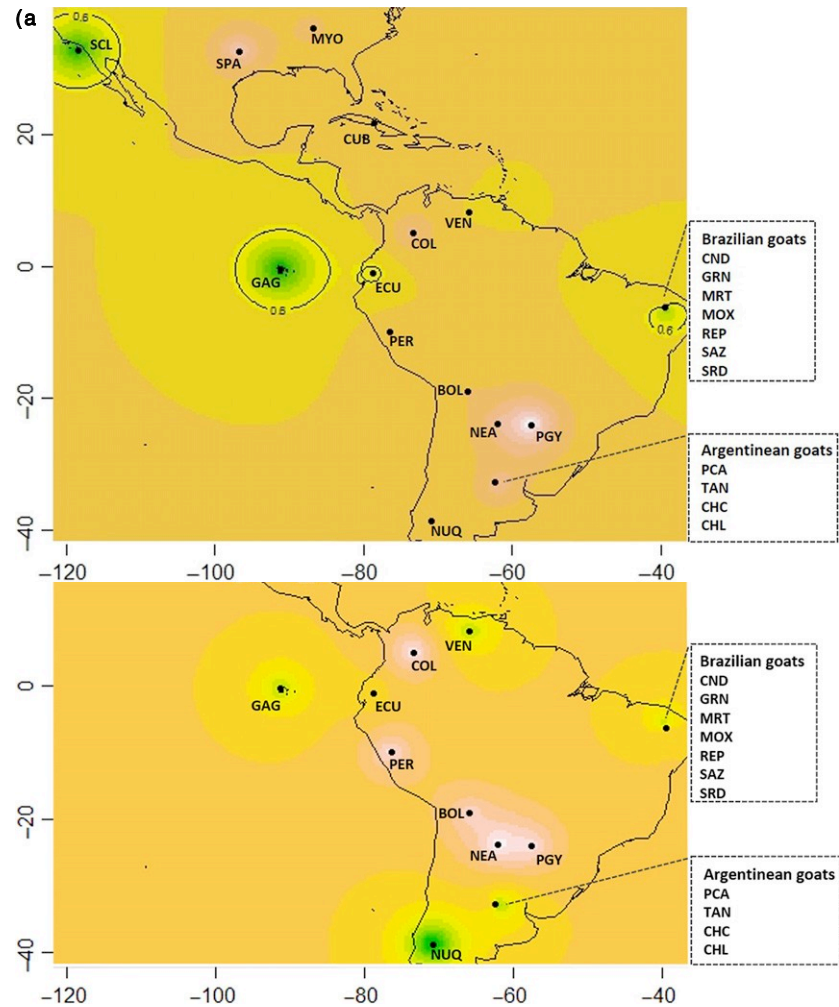 (a
0.6
SCL
MYO
SPA
20
CUB
VEN
COL
0
GAG
ECU
0.6
0.6
PER
-20
BOL
NEA
PGY
-40
NUQ
-120
-100
-80
-60
-40
Brazilian goats
CND
GRN
MRT
MOX
REP
SAZ
SRD
Argentinean goats
PCA
TAN
CHC
CHL
VEN
COL
0
GAG
ECU
PER
-20
BOL
NEA
PGY
-40
NUQ
-120
-100
-80
-60
-40
Brazilian goats
CND
GRN
MRT
MOX
REP
SAZ
SRD
Argentinean goats
PCA
TAN
CHC
CHL